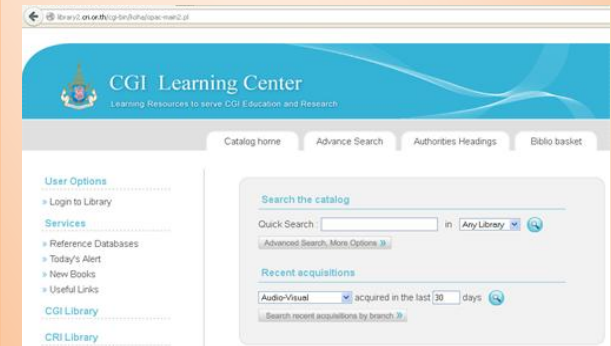 library2.cri.or.th/cgi-bin/koha/opac-main2.pl
CGI Learning Center
Learning Resources to serve CGI Education and Research
Catalog home Advance Search Authorities Headings Biblio basket
User Options
» Login to Library
Services
» Reference Databases
» Today's Alert
» New Books
» Useful Links
CGI Library
CRI Library
Search the catalog
Quick Search : in Any Library
Advanced Search, More Options »
Recent acquisitions
Audio-Visual acquired in the last 30 days
Search recent acquisitions by branch »